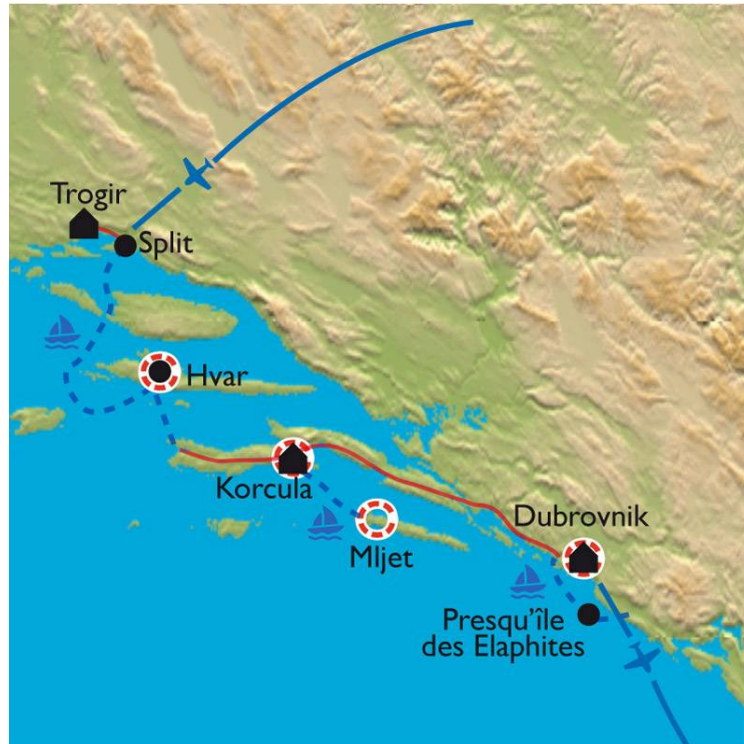 Trogir
Split
Hvar
Korcula
Mljet
Dubrovnik
Presqu'île
des Elaphites